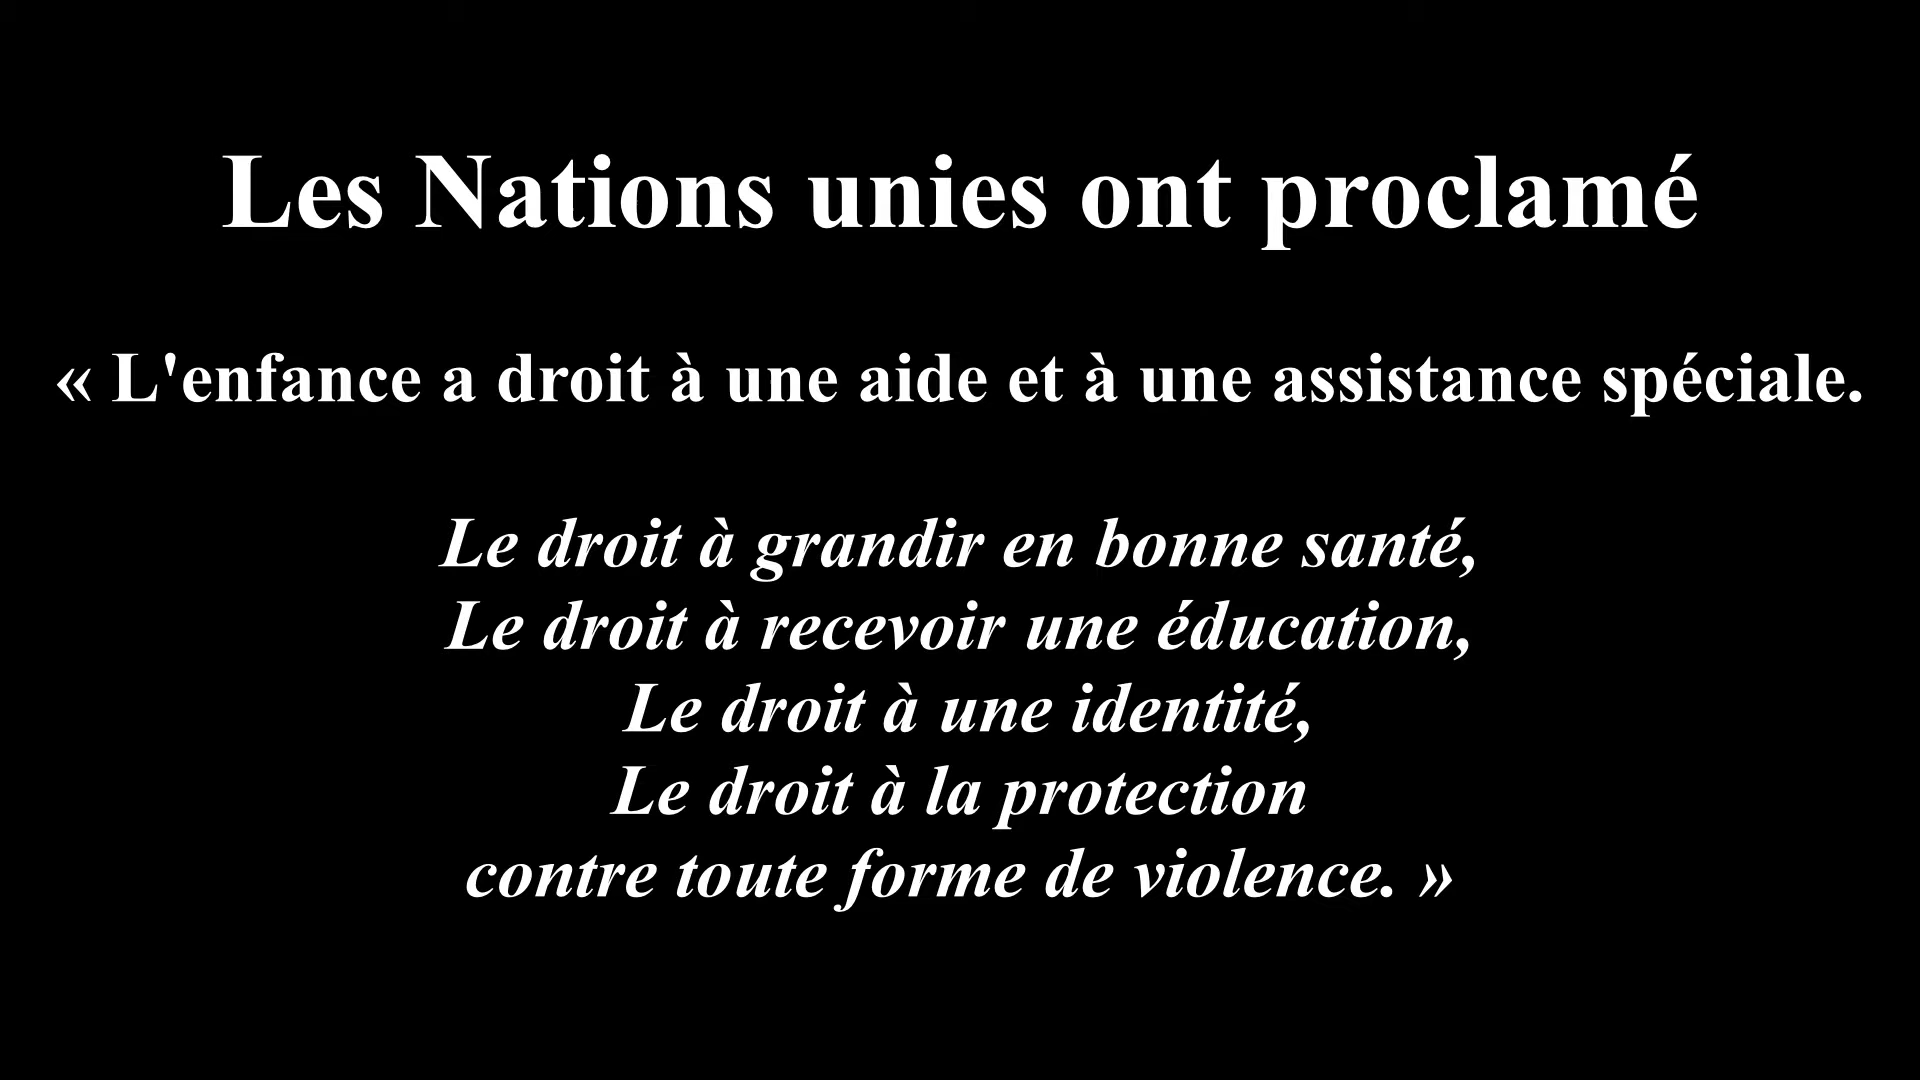 Les Nations unies ont proclamé
« L'enfance a droit à une aide et à une assistance spéciale.
Le droit à grandir en bonne santé,
Le droit à recevoir une éducation,
Le droit à une identité,
Le droit à la protection
contre toute forme de violence. »